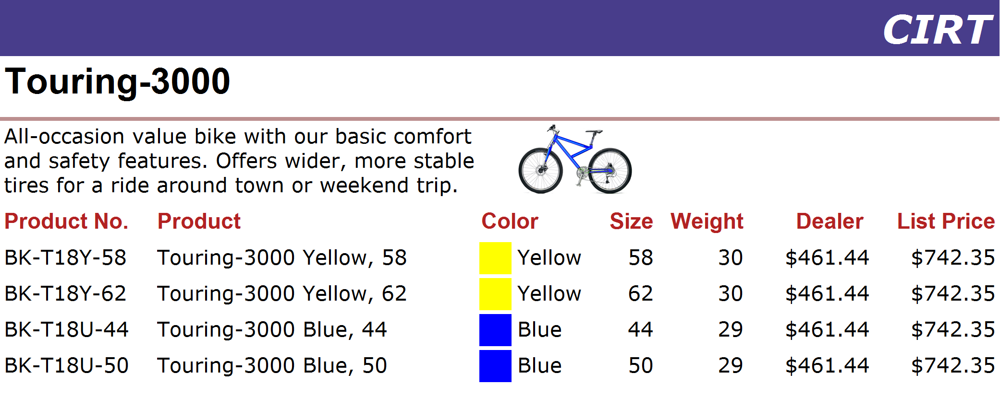 CIRT
Touring-3000
All-occasion value bike with our basic comfort
and safety features. Offers wider, more stable
tires for a ride around town or weekend trip.
Product No. Product Color Size Weight Dealer List Price
BK-T18Y-58 Touring-3000 Yellow, 58 Yellow 58 30 $461.44 $742.35
BK-T18Y-62 Touring-3000 Yellow, 62 Yellow 62 30 $461.44 $742.35
BK-T18U-44 Touring-3000 Blue, 44 Blue 44 29 $461.44 $742.35
BK-T18U-50 Touring-3000 Blue, 50 Blue 50 29 $461.44 $742.35